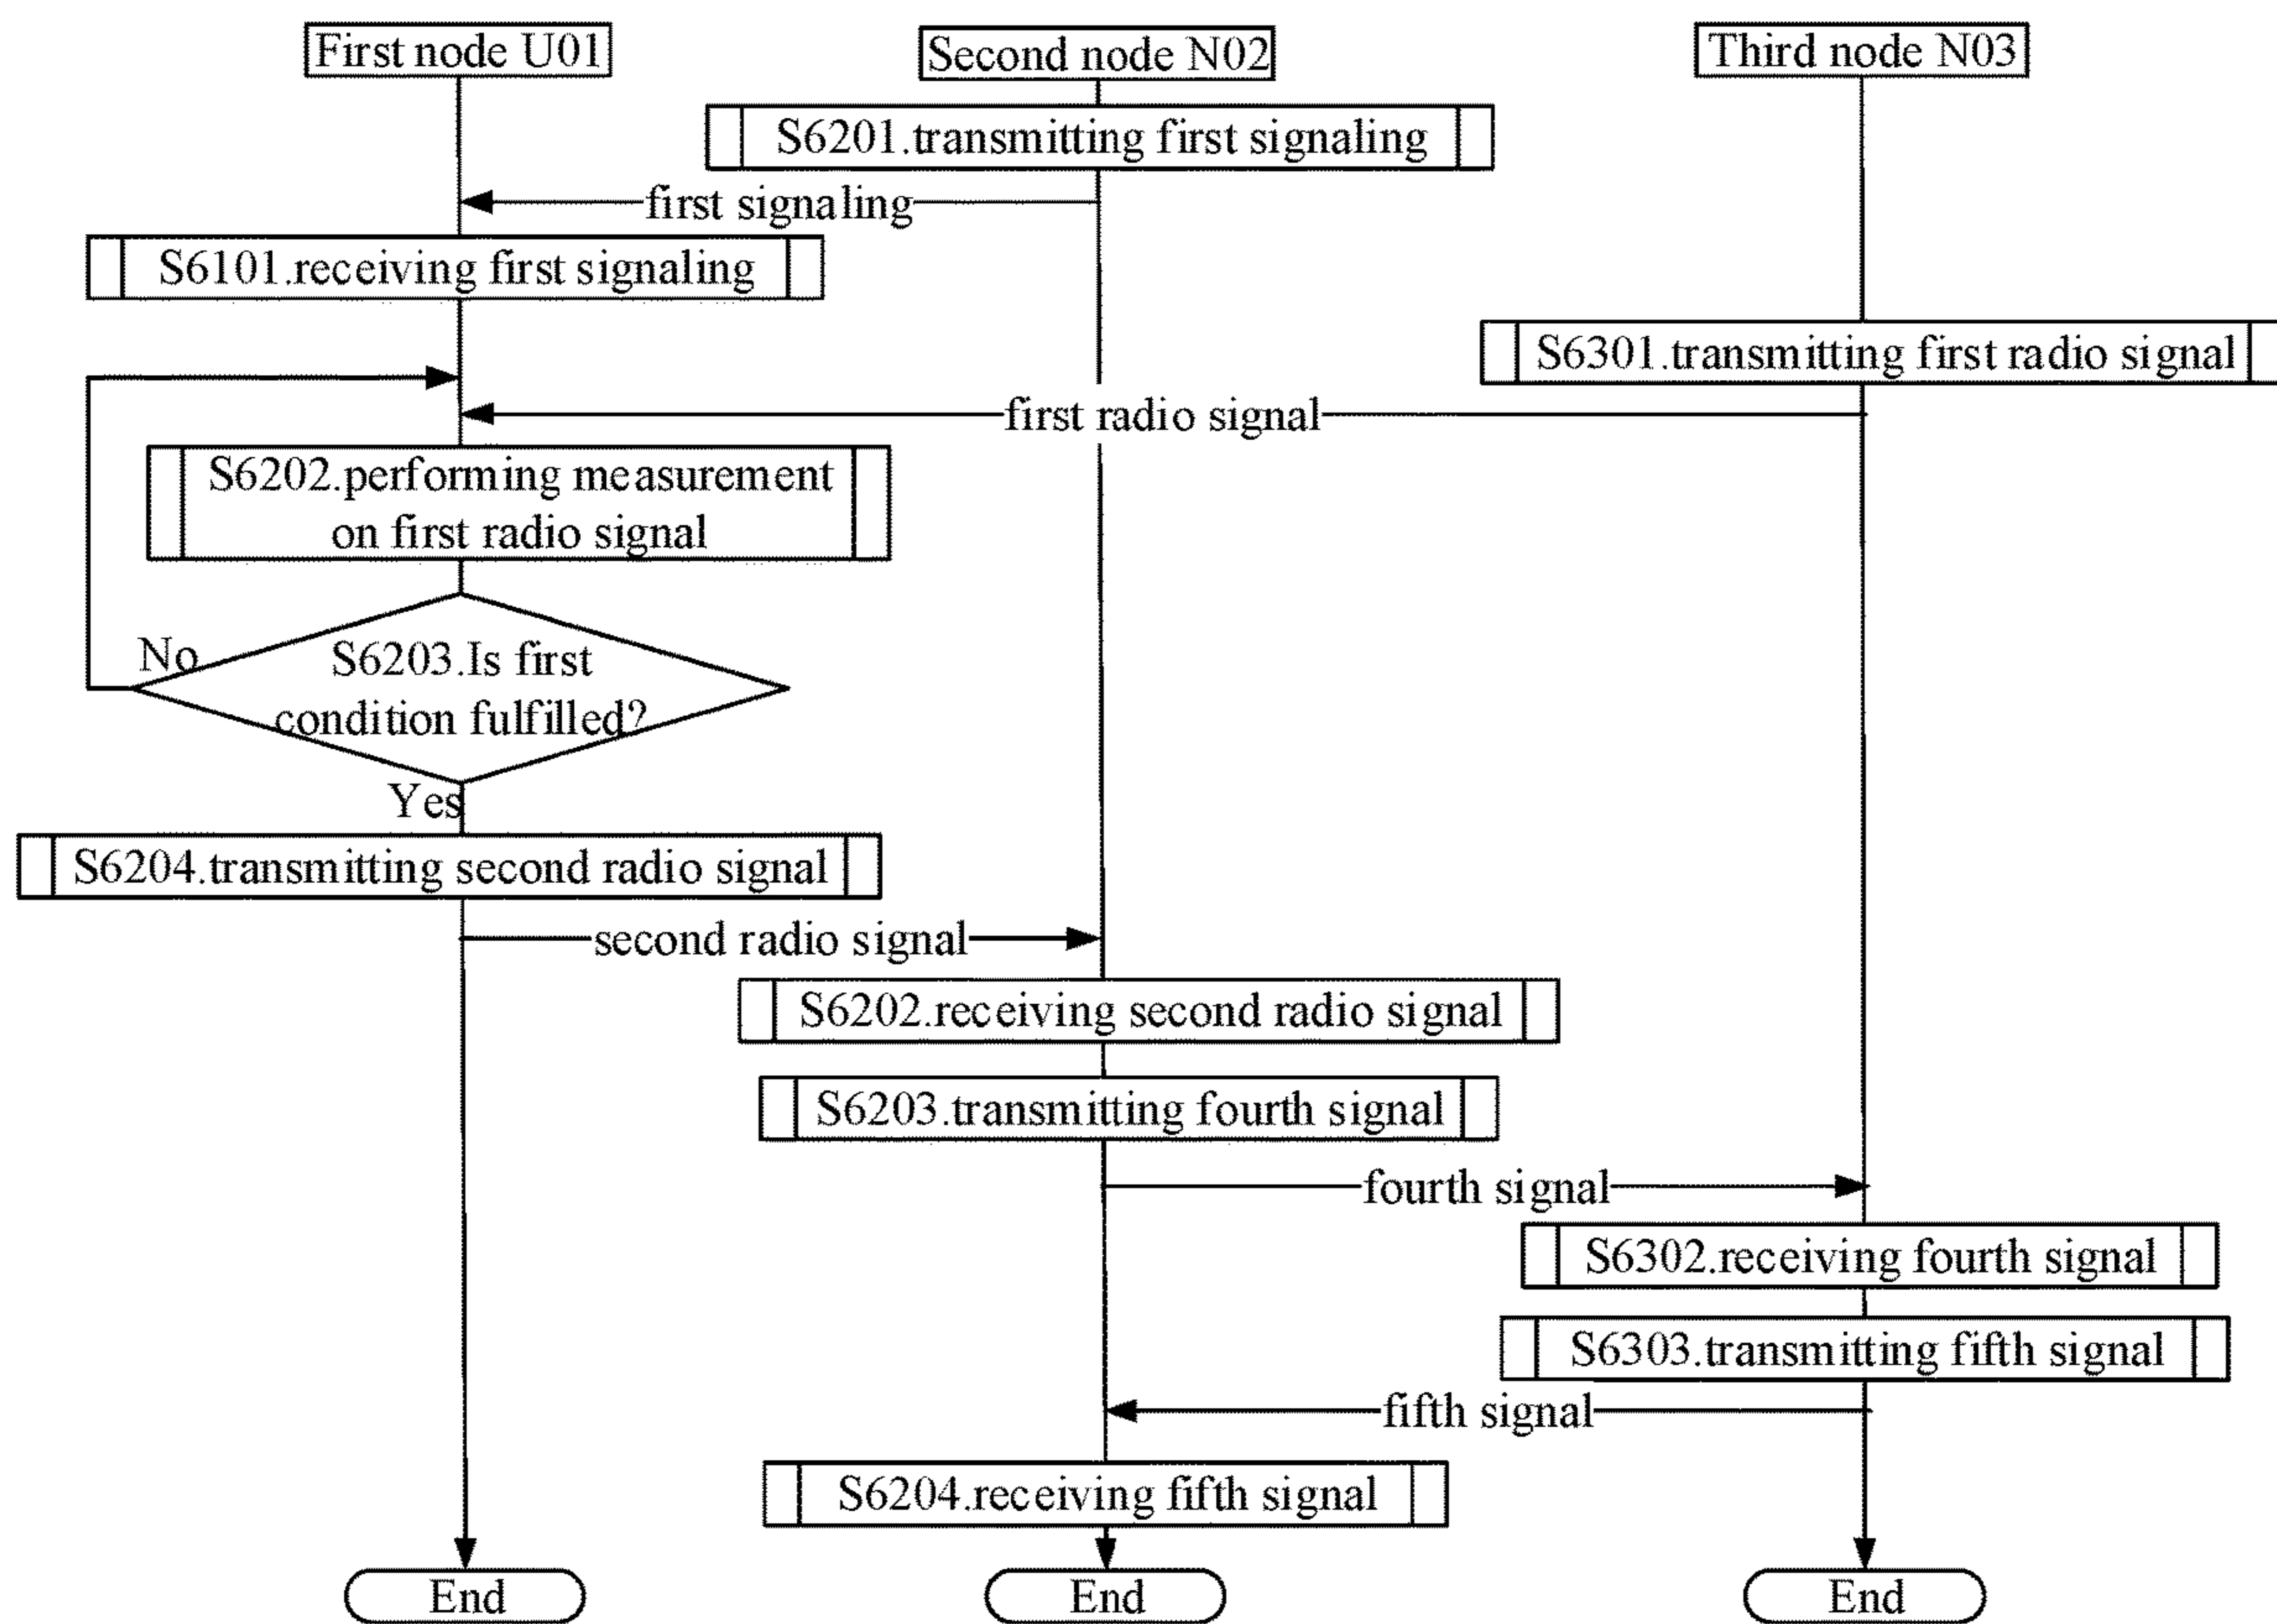 First node U01
Second node N02
Third node N03
S6201.transmitting first signaling
first signaling
S6101.receiving first signaling
S6301.transmitting first radio signal
first radio signal
S6202.performing measurement
on first radio signal
No
S6203.Is first
condition fulfilled?
Yes
S6204.transmitting second radio signal
second radio signal
S6202.receiving second radio signal
S6203.transmitting fourth signal
fourth signal
S6302.receiving fourth signal
S6303.transmitting fifth signal
fifth signal
S6204.receiving fifth signal
End
End
End